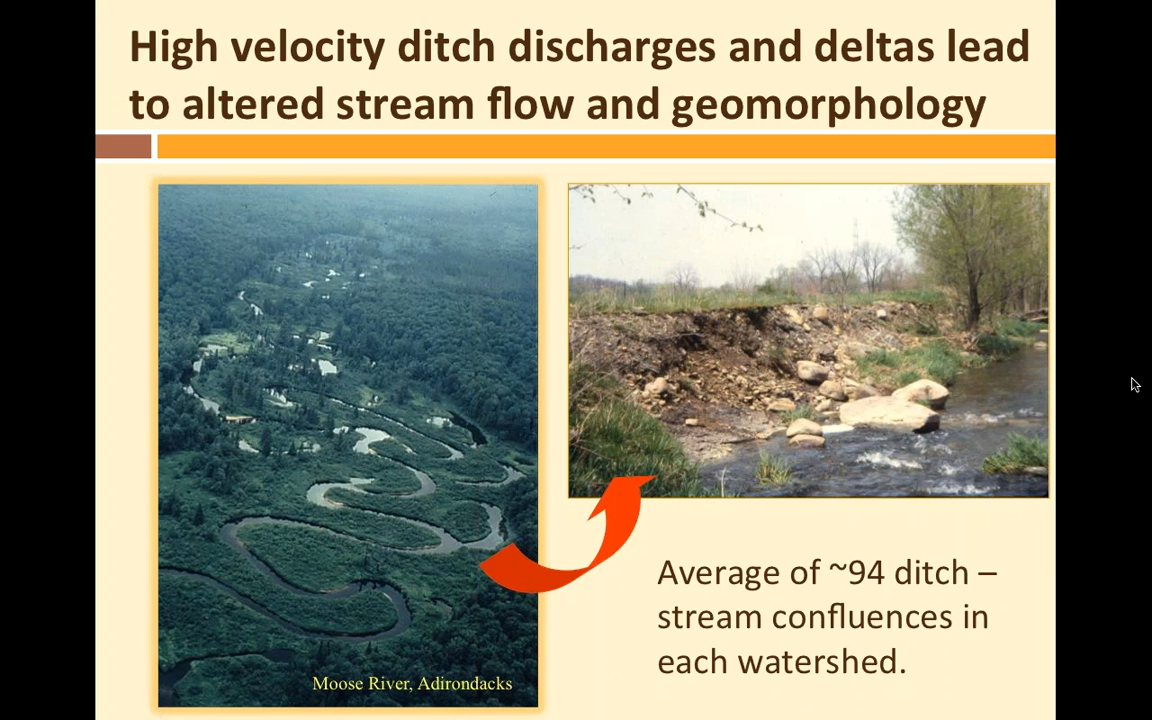 High velocity ditch discharges and deltas lead
to altered stream flow and geomorphology
Moose River, Adirondacks
Average of ~94 ditch –
stream confluences in
each watershed.